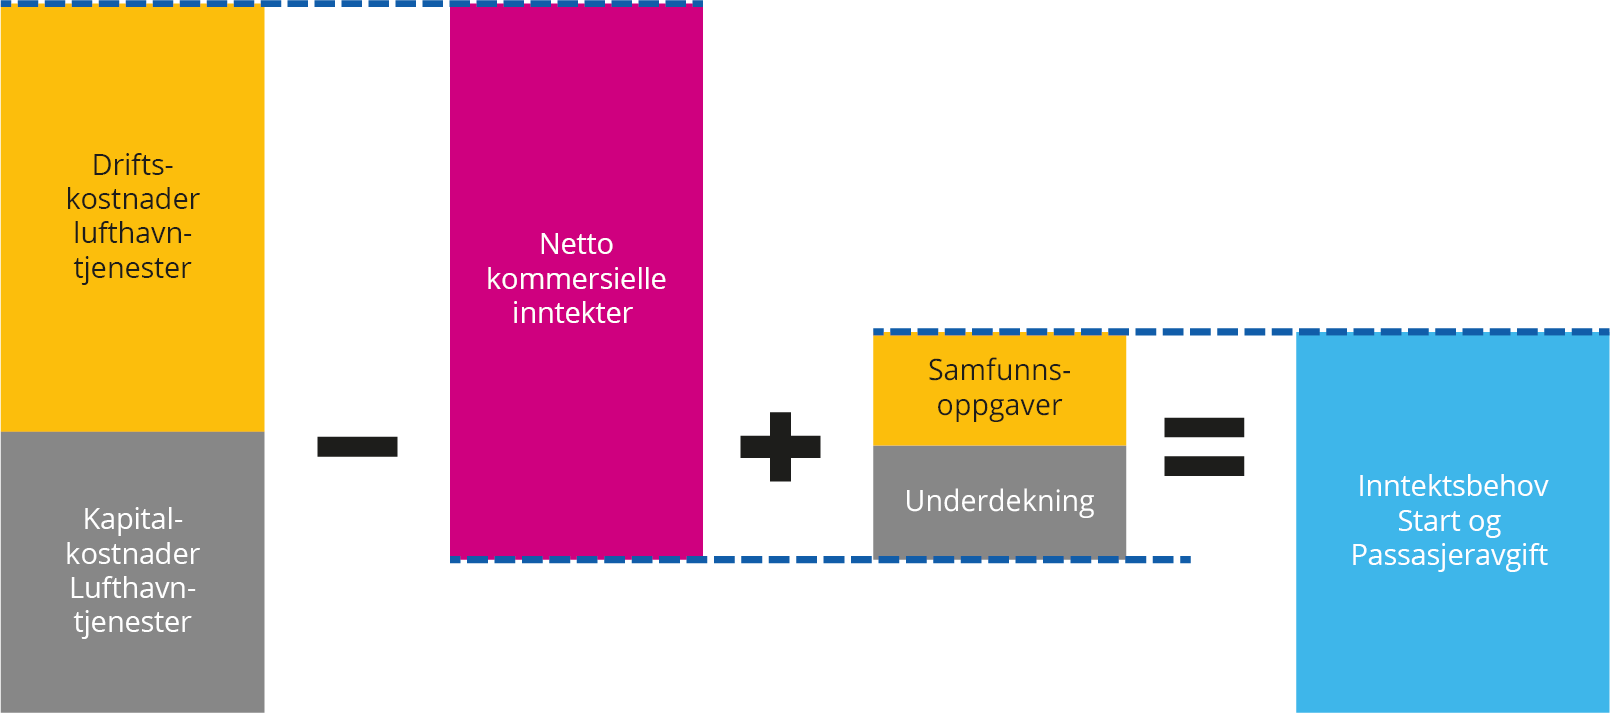 Drifts-
kostnader
lufthavn-
tjenester
Kapital-
kostnader
Lufthavn-
tjenester
−
Netto
kommersielle
inntekter
+
Samfunns-
oppgaver
Underdekning
=
Inntektsbehov
Start og
Passasjeravgift